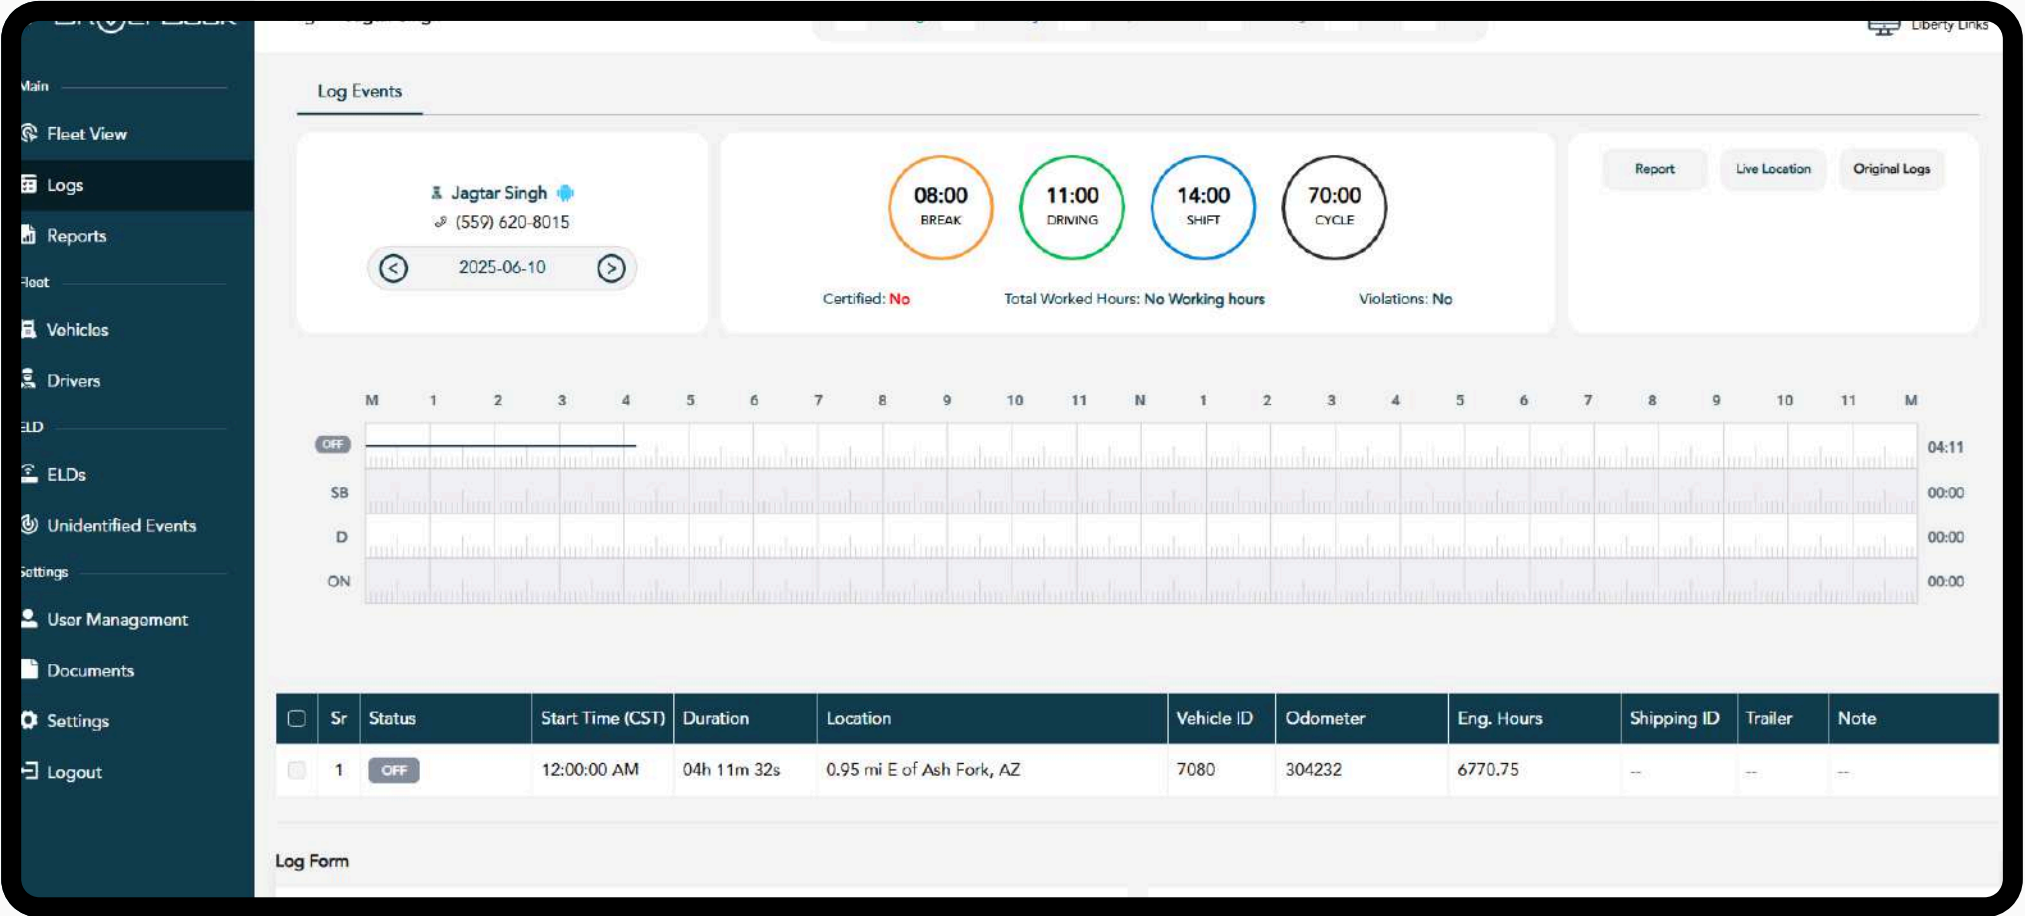 Liberty Links
Main
Fleet View
Logs
Reports
Fleet
Vehicles
Drivers
ELD
ELDs
Unidentified Events
Settings
User Management
Documents
Settings
Logout
Log Events
Jagtar Singh
(559) 620-8015
2025-06-10
08:00
BREAK
11:00
DRIVING
14:00
SHIFT
70:00
CYCLE
Certified: No
Total Worked Hours: No Working hours
Violations: No
Report
Live Location
Original Logs
M 1 2 3 4 5 6 7 8 9 10 11 N 1 2 3 4 5 6 7 8 9 10 11 M
OFF 04:11
SB 00:00
D 00:00
ON 00:00
Sr Status Start Time (CST) Duration Location Vehicle ID Odometer Eng. Hours Shipping ID Trailer Note
1 OFF 12:00:00 AM 04h 11m 32s 0.95 mi E of Ash Fork, AZ 7080 304232 6770.75 -- -- --
Log Form